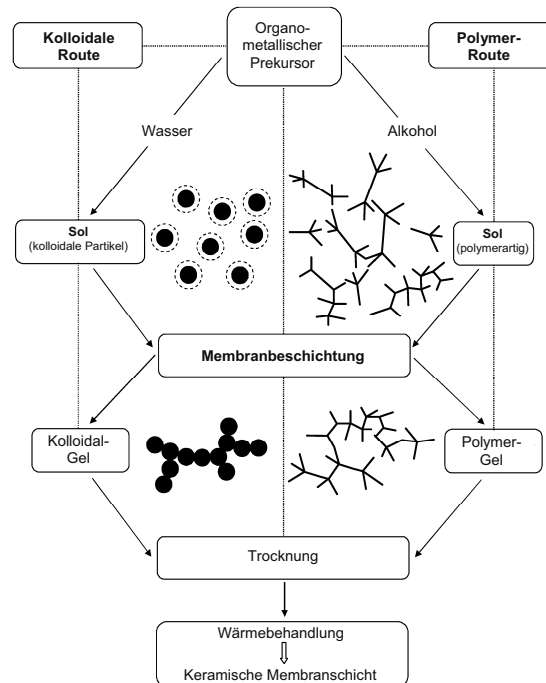 Kolloidale
Route
Organo-
metallischer
Prekursor
Polymer-
Route
Wasser
Alkohol
Sol
(kolloidale Partikel)
Sol
(polymerartig)
Membranbeschichtung
Kolloidal-
Gel
Polymer-
Gel
Trocknung
Wärmebehandlung
Keramische Membranschicht